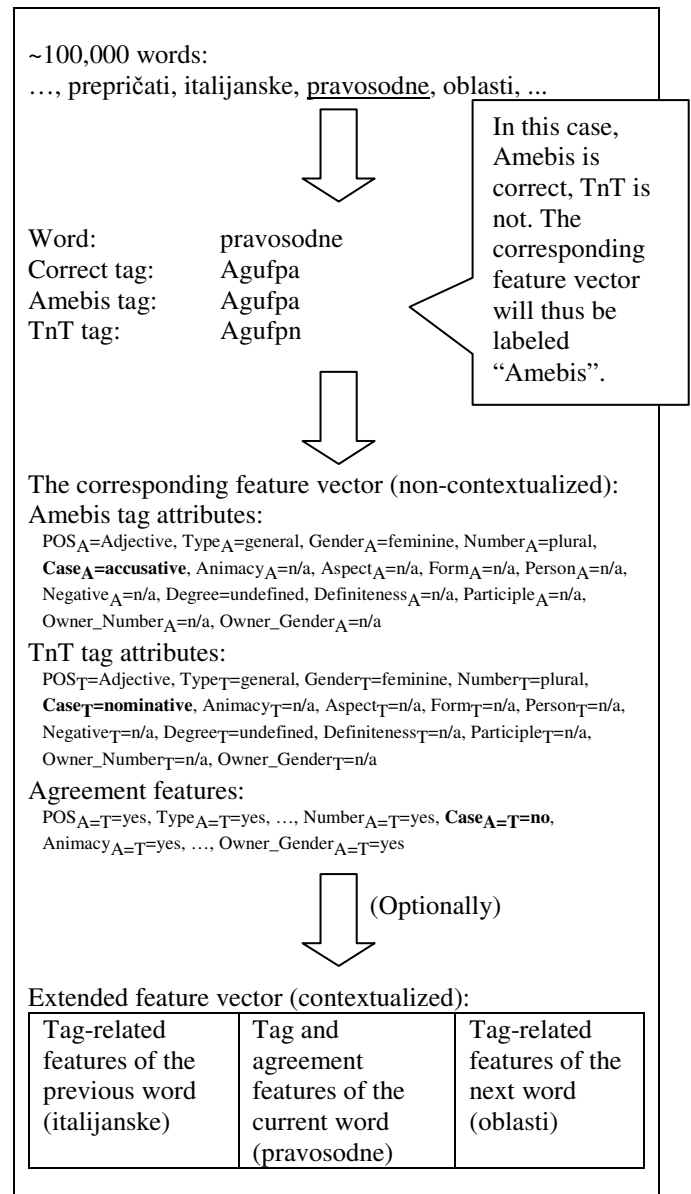 ~100,000 words:
…, prepričati, italijanske, pravosodne, oblasti, ...
In this case,
Amebis is
correct, TnT is
not. The
corresponding
feature vector
will thus be
labeled
“Amebis”.
Word: pravosodne
Correct tag: Agufpa
Amebis tag: Agufpa
TnT tag: Agufpn
The corresponding feature vector (non-contextualized):
Amebis tag attributes:
POSA=Adjective, TypeA=general, GenderA=feminine, NumberA=plural,
CaseA=accusative, AnimacyA=n/a, AspectA=n/a, FormA=n/a, PersonA=n/a,
NegativeA=n/a, Degree=undefined, DefinitenessA=n/a, ParticipleA=n/a,
Owner_NumberA=n/a, Owner_GenderA=n/a
TnT tag attributes:
POST=Adjective, TypeT=general, GenderT=feminine, NumberT=plural,
CaseT=nominative, AnimacyT=n/a, AspectT=n/a, FormT=n/a, PersonT=n/a,
NegativeT=n/a, DegreeT=undefined, DefinitenessT=n/a, ParticipleT=n/a,
Owner_NumberT=n/a, Owner_GenderT=n/a
Agreement features:
POSA=T=yes, TypeA=T=yes, …, NumberA=T=yes, CaseA=T=no,
AnimacyA=T=yes, …, Owner_GenderA=T=yes
(Optionally)
Extended feature vector (contextualized):
Tag-related
features of the
previous word
(italijanske)
Tag and
agreement
features of the
current word
(pravosodne)
Tag-related
features of the
next word
(oblasti)